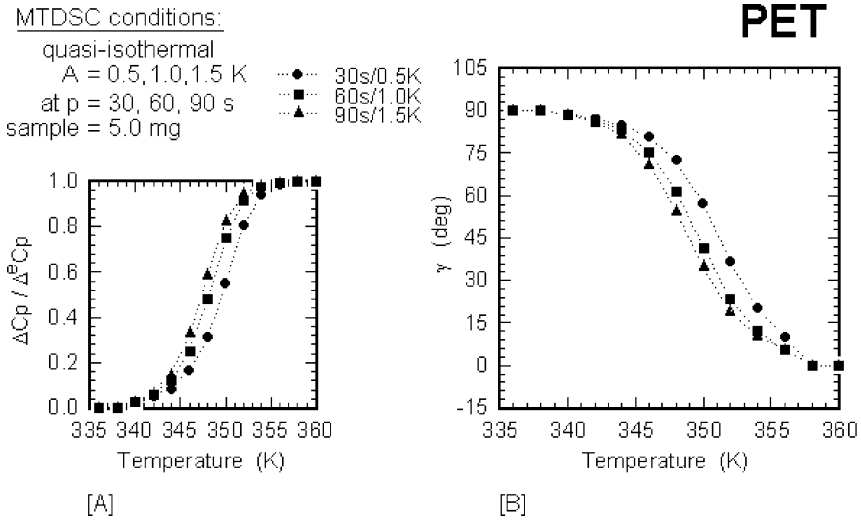 MTDSC conditions:
quasi-isothermal
A = 0.5, 1.0, 1.5 K
at p = 30, 60, 90 s
sample = 5.0 mg
30s/0.5K
60s/1.0K
90s/1.5K
PET
1.0
0.8
0.6
0.4
0.2
0.0
ΔCp / ΔᵉCp
335 340 345 350 355 360
Temperature (K)
[A]
105
90
75
60
45
30
15
0
-15
γ (deg)
335 340 345 350 355 360
Temperature (K)
[B]